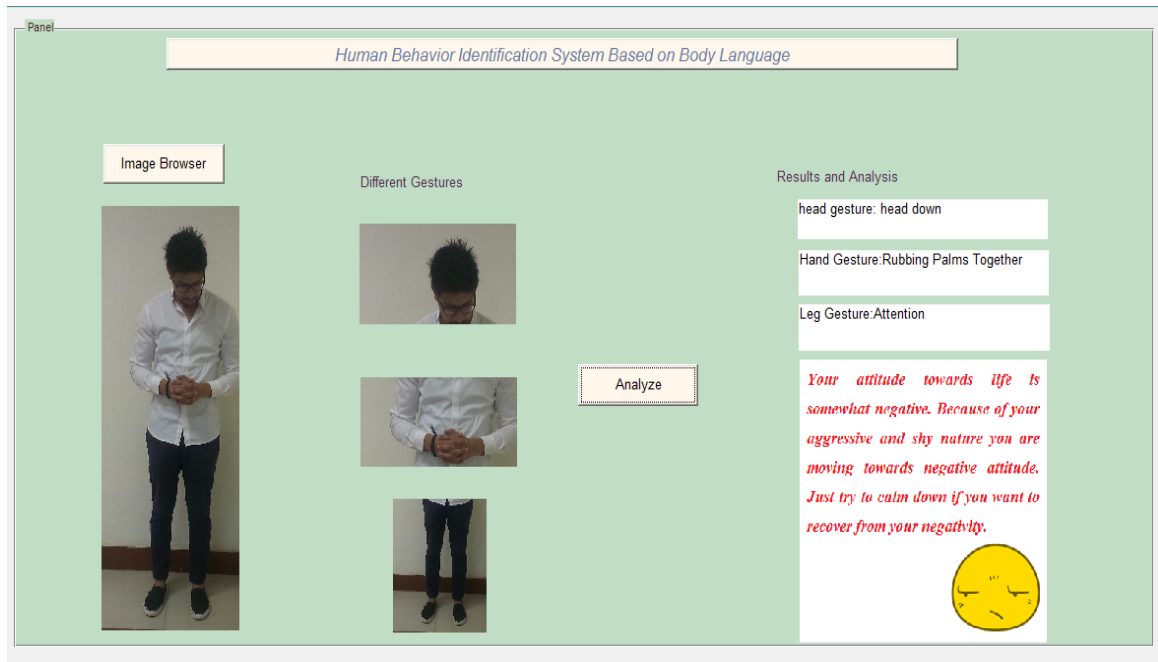 Panel
Human Behavior Identification System Based on Body Language
Image Browser
Different Gestures
Results and Analysis
head gesture: head down
Hand Gesture:Rubbing Palms Together
Leg Gesture:Attention
Analyze
Your attitude towards life is
somewhat negative. Because of your
aggressive and shy nature you are
moving towards negative attitude.
Just try to calm down if you want to
recover from your negativity.